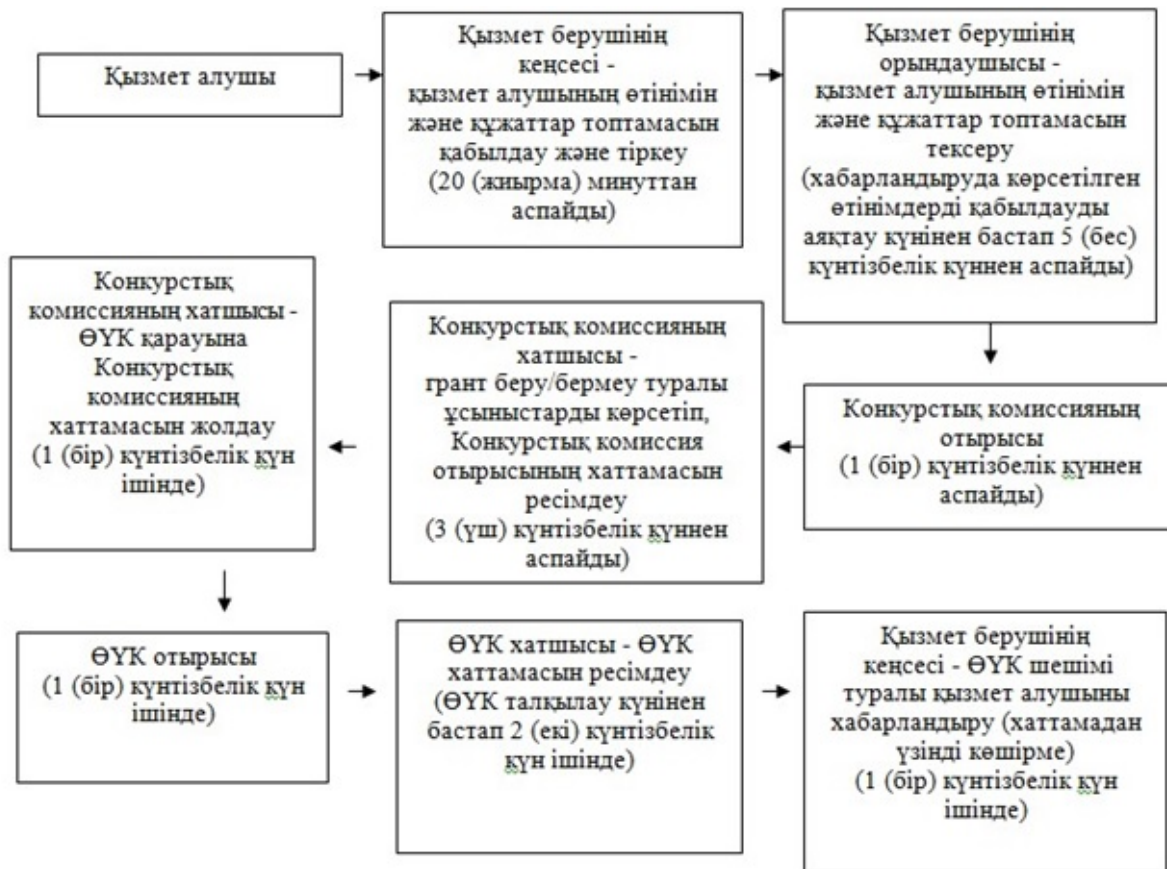 Қызмет алушы
Қызмет берушінің
кеңсесі -
қызмет алушының өтінімін
және құжаттар топтамасын
қабылдау және тіркеу
(20 (жиырма) минуттан
аспайды)
Қызмет берушінің
орындаушысы -
қызмет алушының өтінімін
және құжаттар топтамасын
тексеру
(хабарландыруда көрсетілген
өтінімдерді қабылдауды
аяқтау күнінен бастап 5 (бес)
күнтізбелік күннен аспайды)
Конкурстық комиссияның
отырысы
(1 (бір) күнтізбелік күннен
аспайды)
Конкурстық комиссияның
хатшысы -
грант беру/бермеу туралы
ұсыныстарды көрсетіп,
Конкурстық комиссия
отырысының хаттамасын
ресімдеу
(3 (үш) күнтізбелік күннен
аспайды)
Конкурстық
комиссияның хатшысы -
ӨҮК қарауына
Конкурстық
комиссияның
хаттамасын жолдау
(1 (бір) күнтізбелік күн
ішінде)
ӨҮК отырысы
(1 (бір) күнтізбелік күн
ішінде)
ӨҮК хатшысы - ӨҮК
хаттамасын ресімдеу
(ӨҮК талқылау күнінен
бастап 2 (екі) күнтізбелік
күн ішінде)
Қызмет берушінің
кеңсесі - ӨҮК шешімі
туралы қызмет алушыны
хабарландыру (хаттамадан
үзінді көшірме)
(1 (бір) күнтізбелік күн
ішінде)